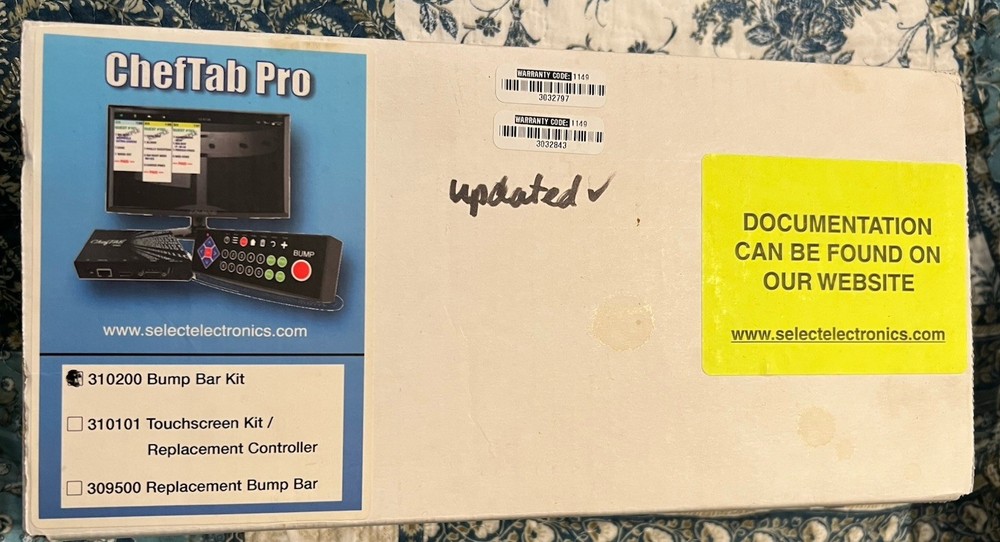 ChefTab Pro
ChefTab
BUMP
www.selectelectronics.com
310200 Bump Bar Kit
310101 Touchscreen Kit /
Replacement Controller
309500 Replacement Bump Bar
WARRANTY CODE: 1149
3032797
WARRANTY CODE: 1149
3032843
updated ✓
DOCUMENTATION
CAN BE FOUND ON
OUR WEBSITE
www.selectelectronics.com